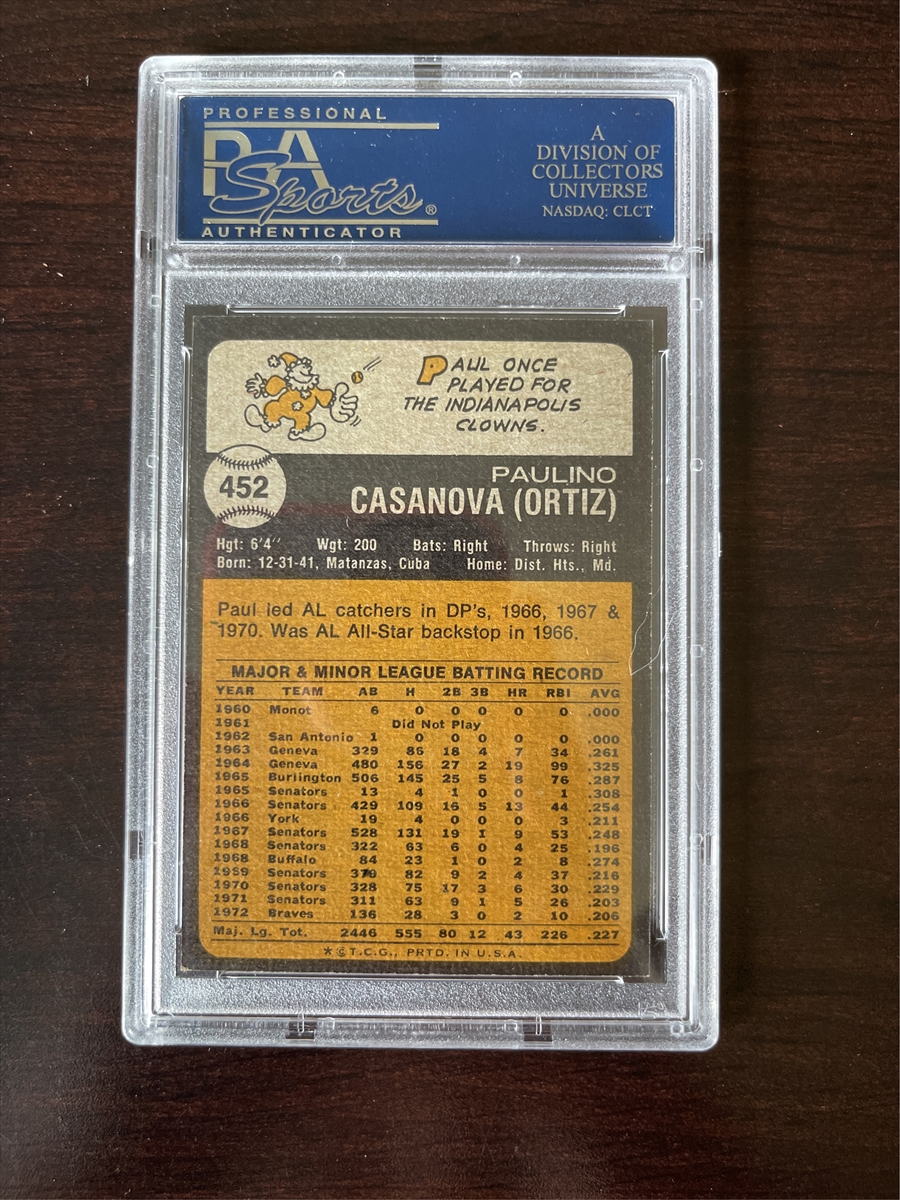 PROFESSIONAL
PSA
Sports®
AUTHENTICATOR
A
DIVISION OF
COLLECTORS
UNIVERSE
NASDAQ: CLCT
PAUL ONCE
PLAYED FOR
THE INDIANAPOLIS
CLOWNS.
452
PAULINO
CASANOVA (ORTIZ)
Hgt: 6'4" Wgt: 200 Bats: Right Throws: Right
Born: 12-31-41, Matanzas, Cuba Home: Dist. Hts., Md.
Paul led AL catchers in DP's, 1966, 1967 &
1970. Was AL All-Star backstop in 1966.
MAJOR & MINOR LEAGUE BATTING RECORD
YEAR TEAM AB H 2B 3B HR RBI AVG
1960 Monot 6 0 0 0 0 0 .000
1961 Did Not Play
1962 San Antonio 1 0 0 0 0 0 .000
1963 Geneva 329 86 18 4 7 34 .261
1964 Geneva 480 156 27 2 19 99 .325
1965 Burlington 506 145 25 5 8 76 .287
1965 Senators 13 4 1 0 0 1 .308
1966 Senators 429 109 16 5 13 44 .254
1966 York 19 4 0 0 0 3 .211
1967 Senators 528 131 19 1 9 53 .248
1968 Senators 322 63 6 0 4 25 .196
1968 Buffalo 84 23 1 0 2 8 .274
1969 Senators 379 82 9 2 4 37 .216
1970 Senators 328 75 17 3 6 30 .229
1971 Senators 311 63 9 1 5 26 .203
1972 Braves 136 28 3 0 2 10 .206
Maj. Lg. Tot. 2446 555 80 12 43 226 .227
*©T.C.G., PRTD. IN U.S.A.